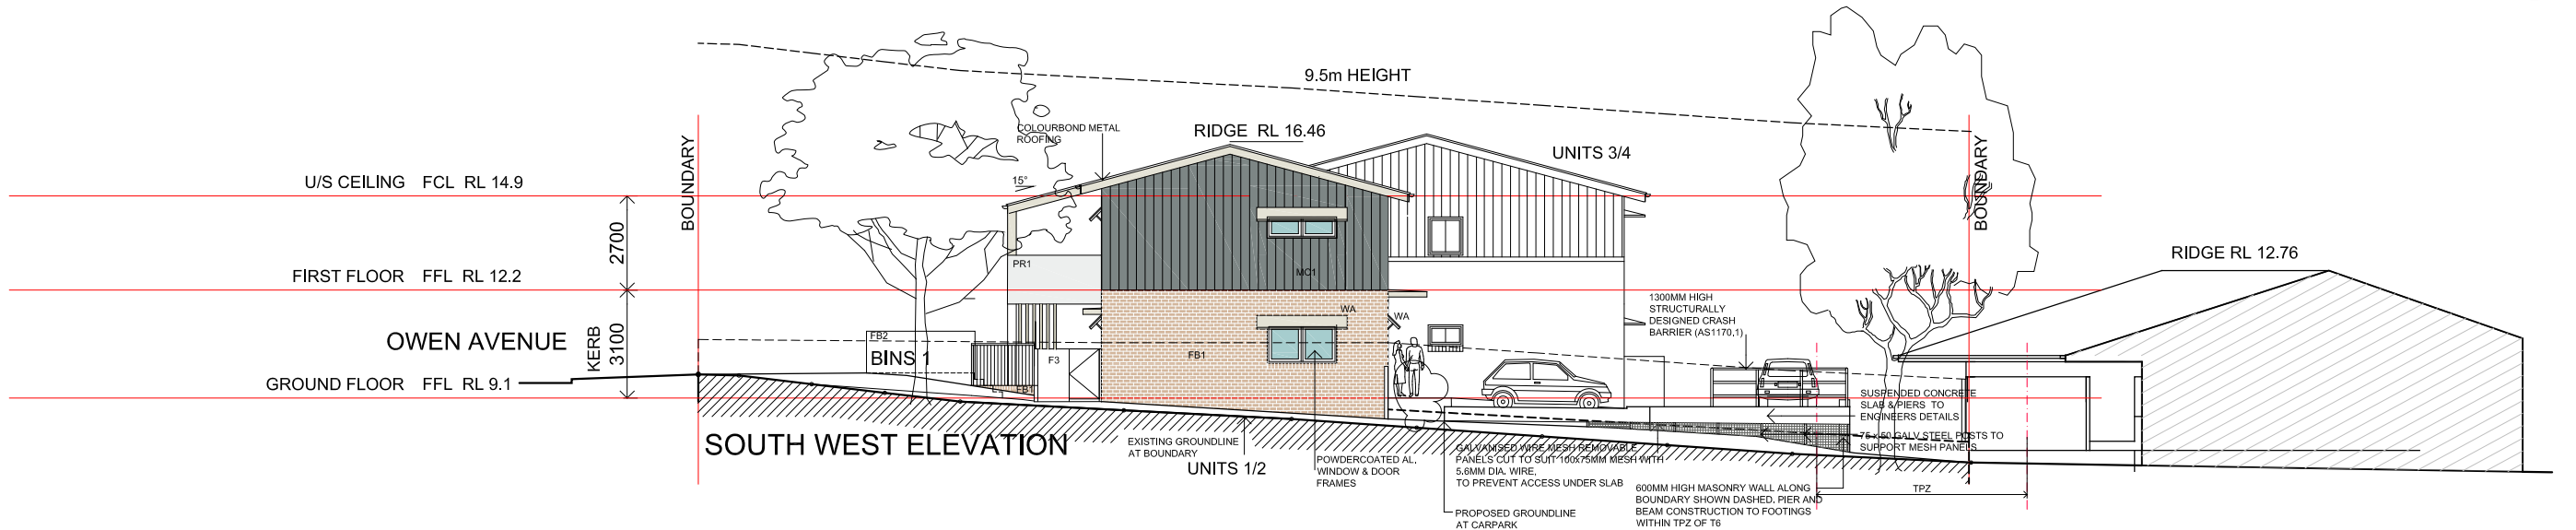 9.5m HEIGHT
COLOURBOND METAL
ROOFING
RIDGE RL 16.46
UNITS 3/4
BOUNDARY
BOUNDARY
U/S CEILING FCL RL 14.9
15°
2700
RIDGE RL 12.76
FIRST FLOOR FFL RL 12.2
PR1
MC1
1300MM HIGH
STRUCTURALLY
DESIGNED CRASH
BARRIER (AS1170,1)
WA
WA
OWEN AVENUE
KERB
3100
FB2
BINS 1
F3
FB1
GROUND FLOOR FFL RL 9.1
FB1
SUSPENDED CONCRETE
SLAB & PIERS TO
ENGINEERS DETAILS
SOUTH WEST ELEVATION
EXISTING GROUNDLINE
AT BOUNDARY
UNITS 1/2
75 x 50 GALV STEEL POSTS TO
SUPPORT MESH PANELS
POWDERCOATED AL,
WINDOW & DOOR
FRAMES
GALVANISED WIRE MESH REMOVABLE
PANELS CUT TO SUIT 100x75MM MESH WITH
5.6MM DIA. WIRE,
TO PREVENT ACCESS UNDER SLAB
600MM HIGH MASONRY WALL ALONG
BOUNDARY SHOWN DASHED. PIER AND
BEAM CONSTRUCTION TO FOOTINGS
WITHIN TPZ OF T6
TPZ
PROPOSED GROUNDLINE
AT CARPARK